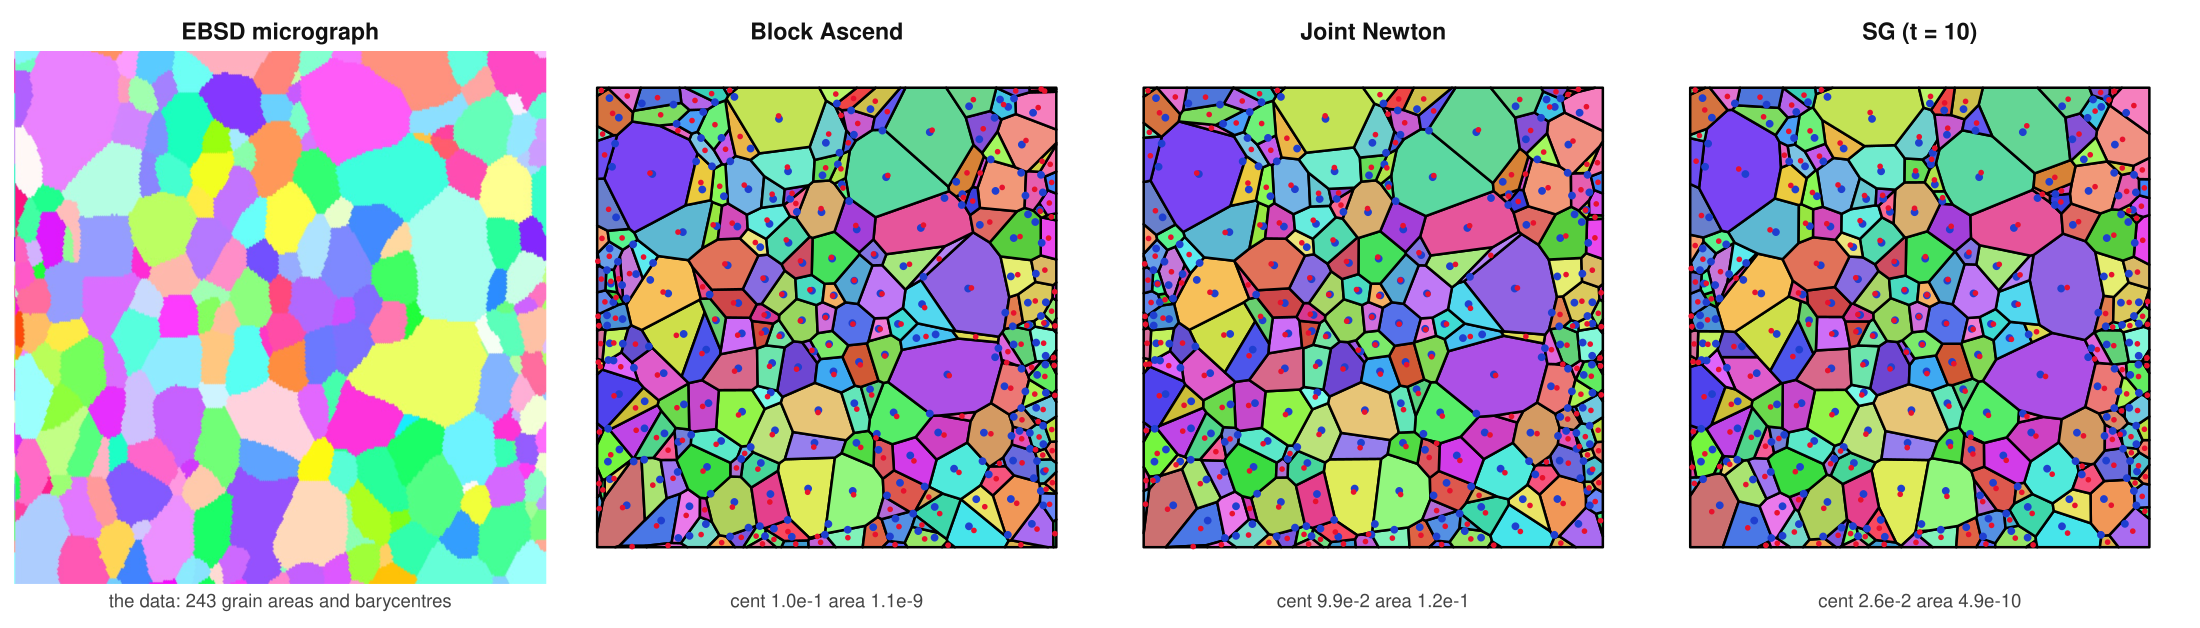 EBSD micrograph
Block Ascend
Joint Newton
SG (t = 10)
the data: 243 grain areas and barycentres
cent 1.0e-1 area 1.1e-9
cent 9.9e-2 area 1.2e-1
cent 2.6e-2 area 4.9e-10